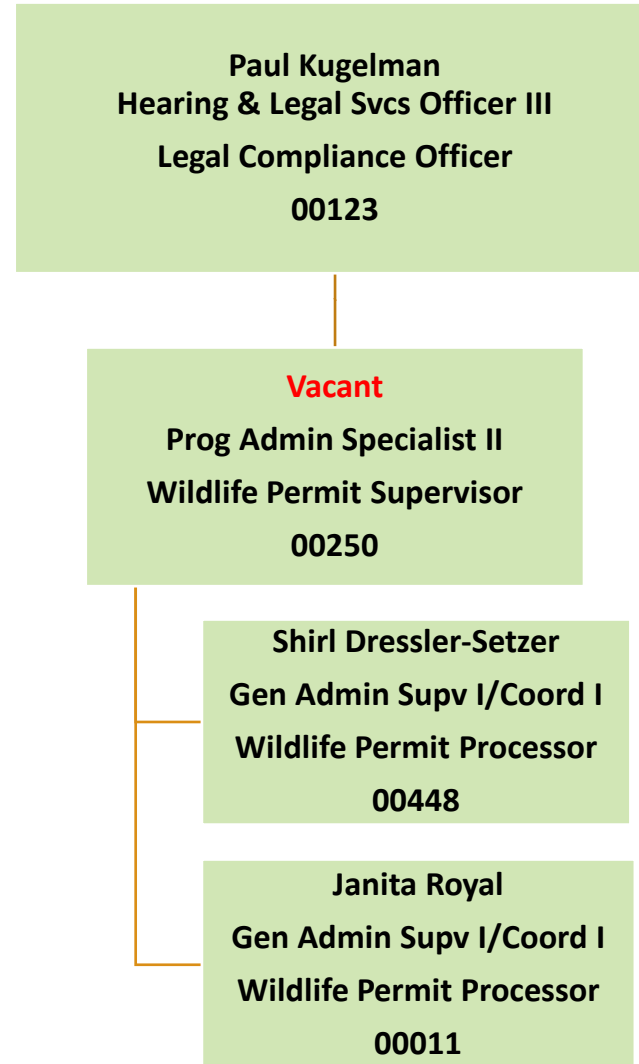 Paul Kugelman
Hearing & Legal Svcs Officer III
Legal Compliance Officer
00123
Vacant
Prog Admin Specialist II
Wildlife Permit Supervisor
00250
Shirl Dressler-Setzer
Gen Admin Supv I/Coord I
Wildlife Permit Processor
00448
Janita Royal
Gen Admin Supv I/Coord I
Wildlife Permit Processor
00011